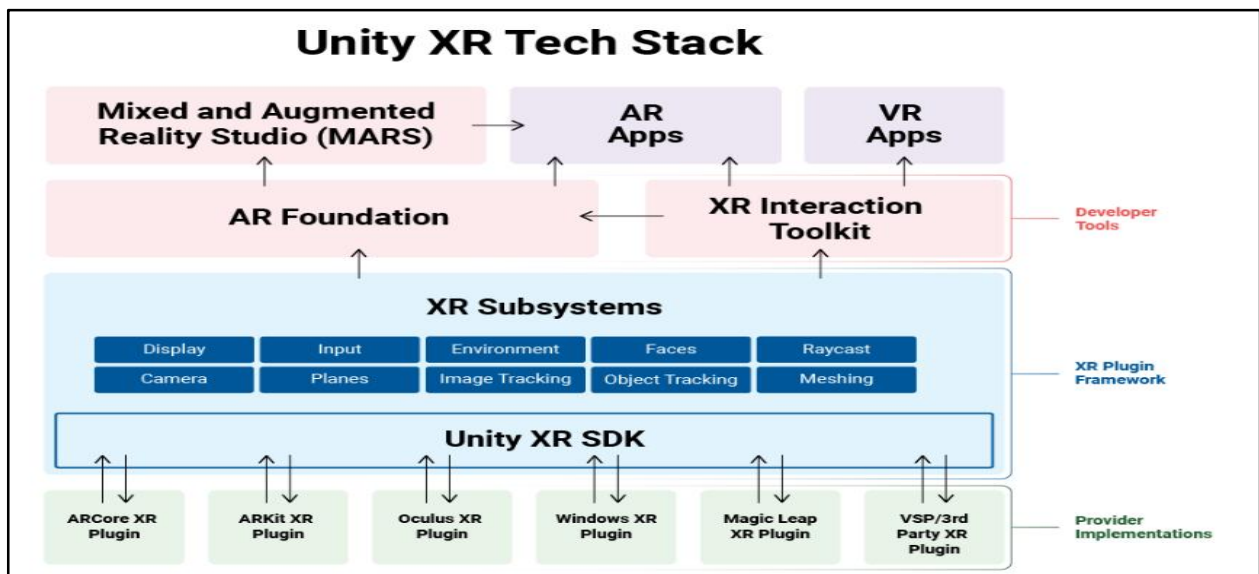 Unity XR Tech Stack
Mixed and Augmented
Reality Studio (MARS)
AR
Apps
VR
Apps
AR Foundation
XR Interaction
Toolkit
Developer
Tools
XR Subsystems
Display
Input
Environment
Faces
Raycast
Camera
Planes
Image Tracking
Object Tracking
Meshing
XR Plugin
Framework
Unity XR SDK
ARCore XR
Plugin
ARKit XR
Plugin
Oculus XR
Plugin
Windows XR
Plugin
Magic Leap
XR Plugin
VSP/3rd
Party XR
Plugin
Provider
Implementations